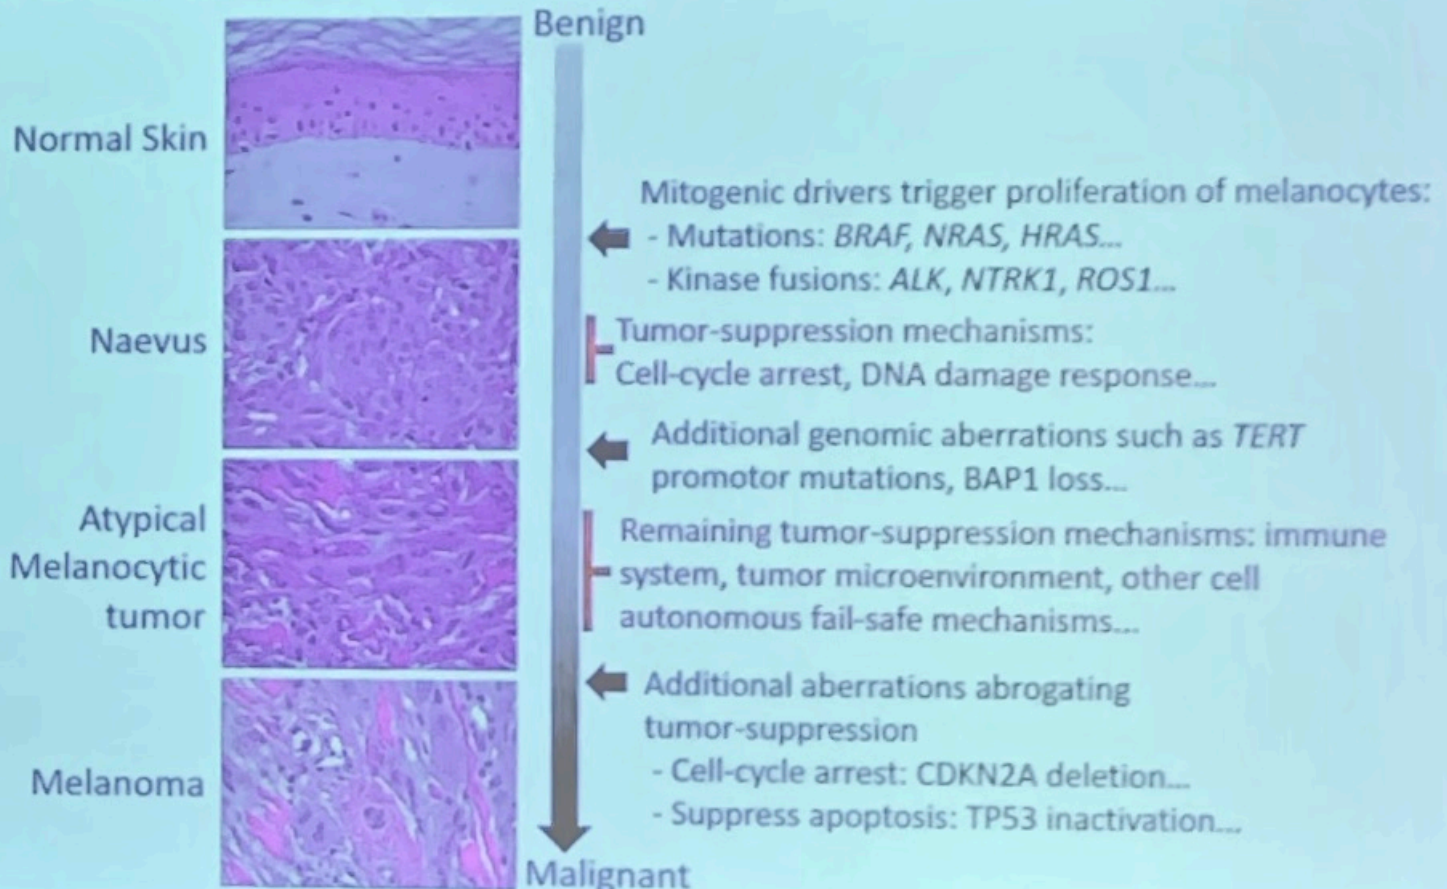 Benign
Normal Skin
Mitogenic drivers trigger proliferation of melanocytes:
- Mutations: BRAF, NRAS, HRAS...
- Kinase fusions: ALK, NTRK1, ROS1...
Naevus
Tumor-suppression mechanisms:
Cell-cycle arrest, DNA damage response...
Additional genomic aberrations such as TERT
promotor mutations, BAP1 loss...
Atypical
Melanocytic
tumor
Remaining tumor-suppression mechanisms: immune
system, tumor microenvironment, other cell
autonomous fail-safe mechanisms...
Additional aberrations abrogating
tumor-suppression
- Cell-cycle arrest: CDKN2A deletion...
- Suppress apoptosis: TP53 inactivation...
Melanoma
Malignant